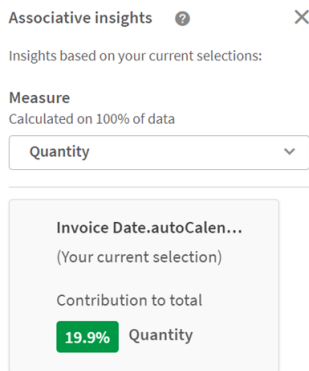 Associative insights ?
Insights based on your current selections:
Measure
Calculated on 100% of data
Quantity
Invoice Date.autoCalen...
(Your current selection)
Contribution to total
19.9% Quantity